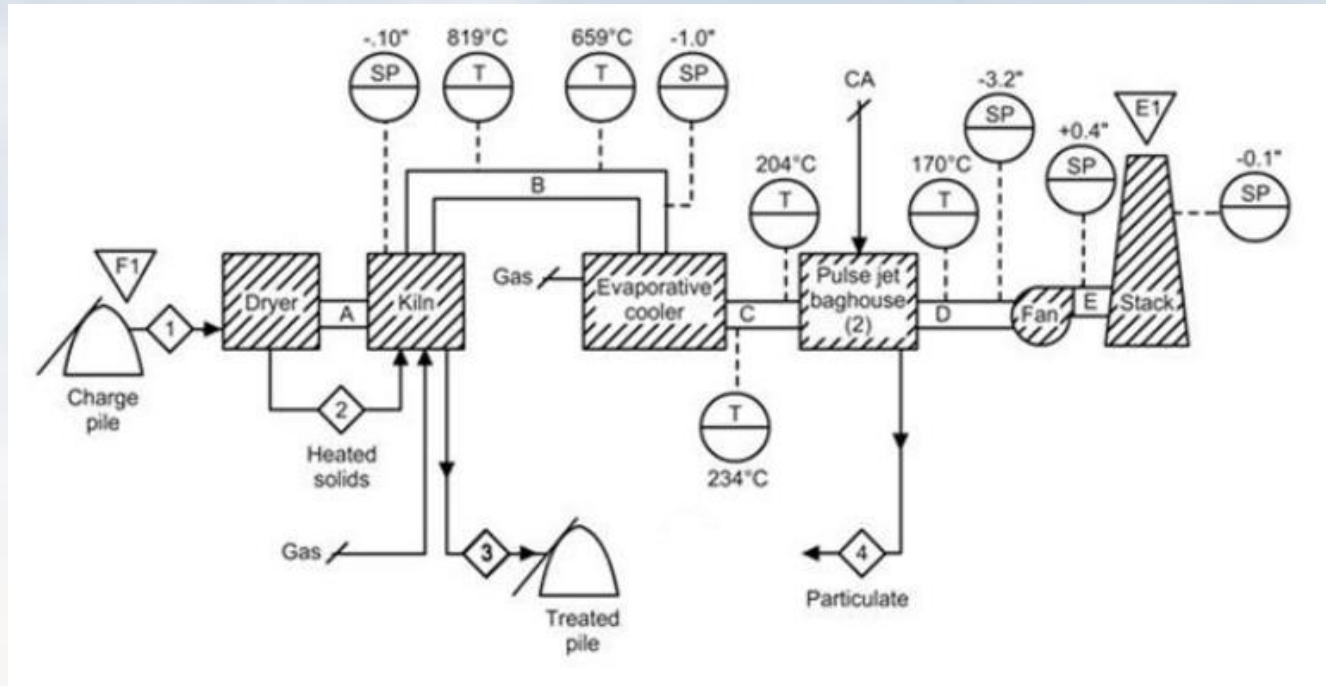 -.10"
819°C
659°C
-1.0"
SP
T
T
SP
CA
-3.2"
SP
E1
+0.4"
SP
-0.1"
SP
204°C
T
170°C
T
B
F1
1
Dryer
A
Kiln
Gas
Evaporative
cooler
C
Pulse jet
baghouse
(2)
D
Fan
E
Stack
Charge
pile
2
Heated
solids
T
234°C
Gas
3
Treated
pile
4
Particulate